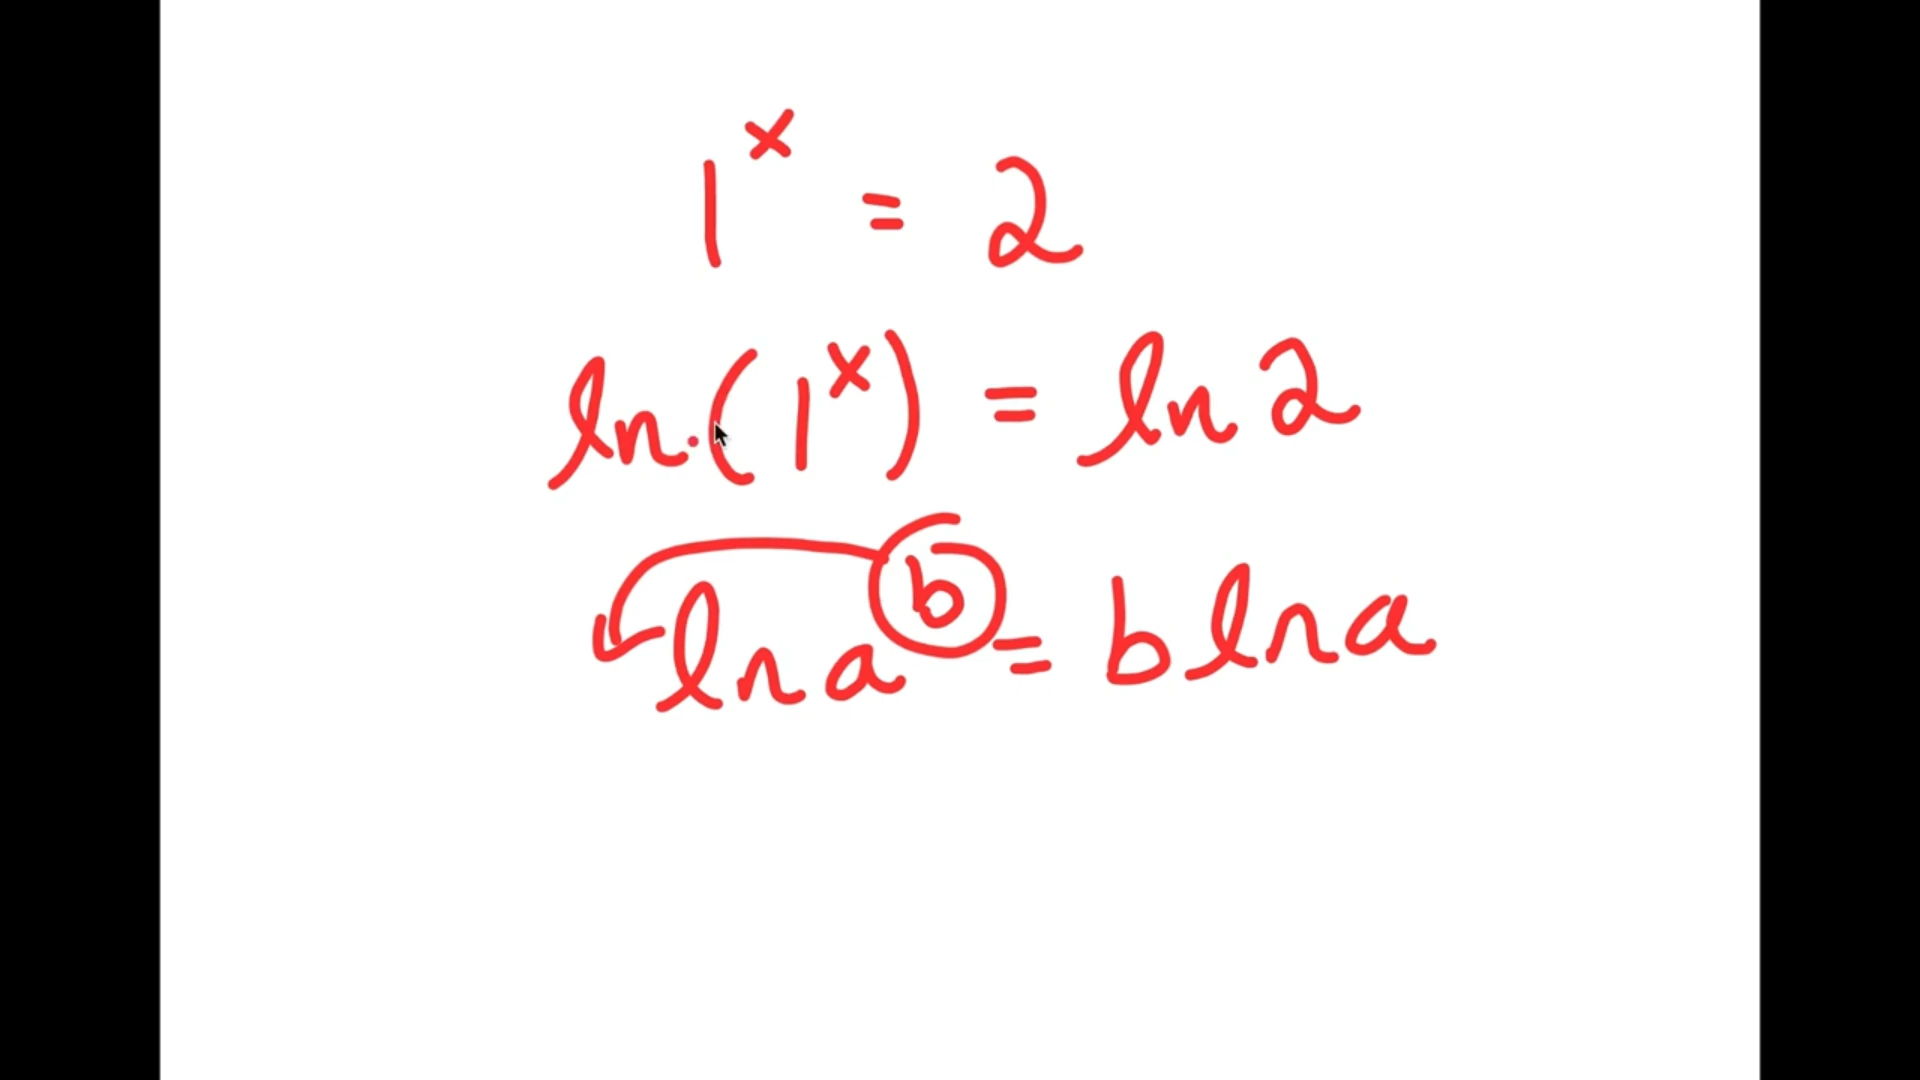 1^x = 2
ln.(1^x) = ln 2
ln a^b = b ln a